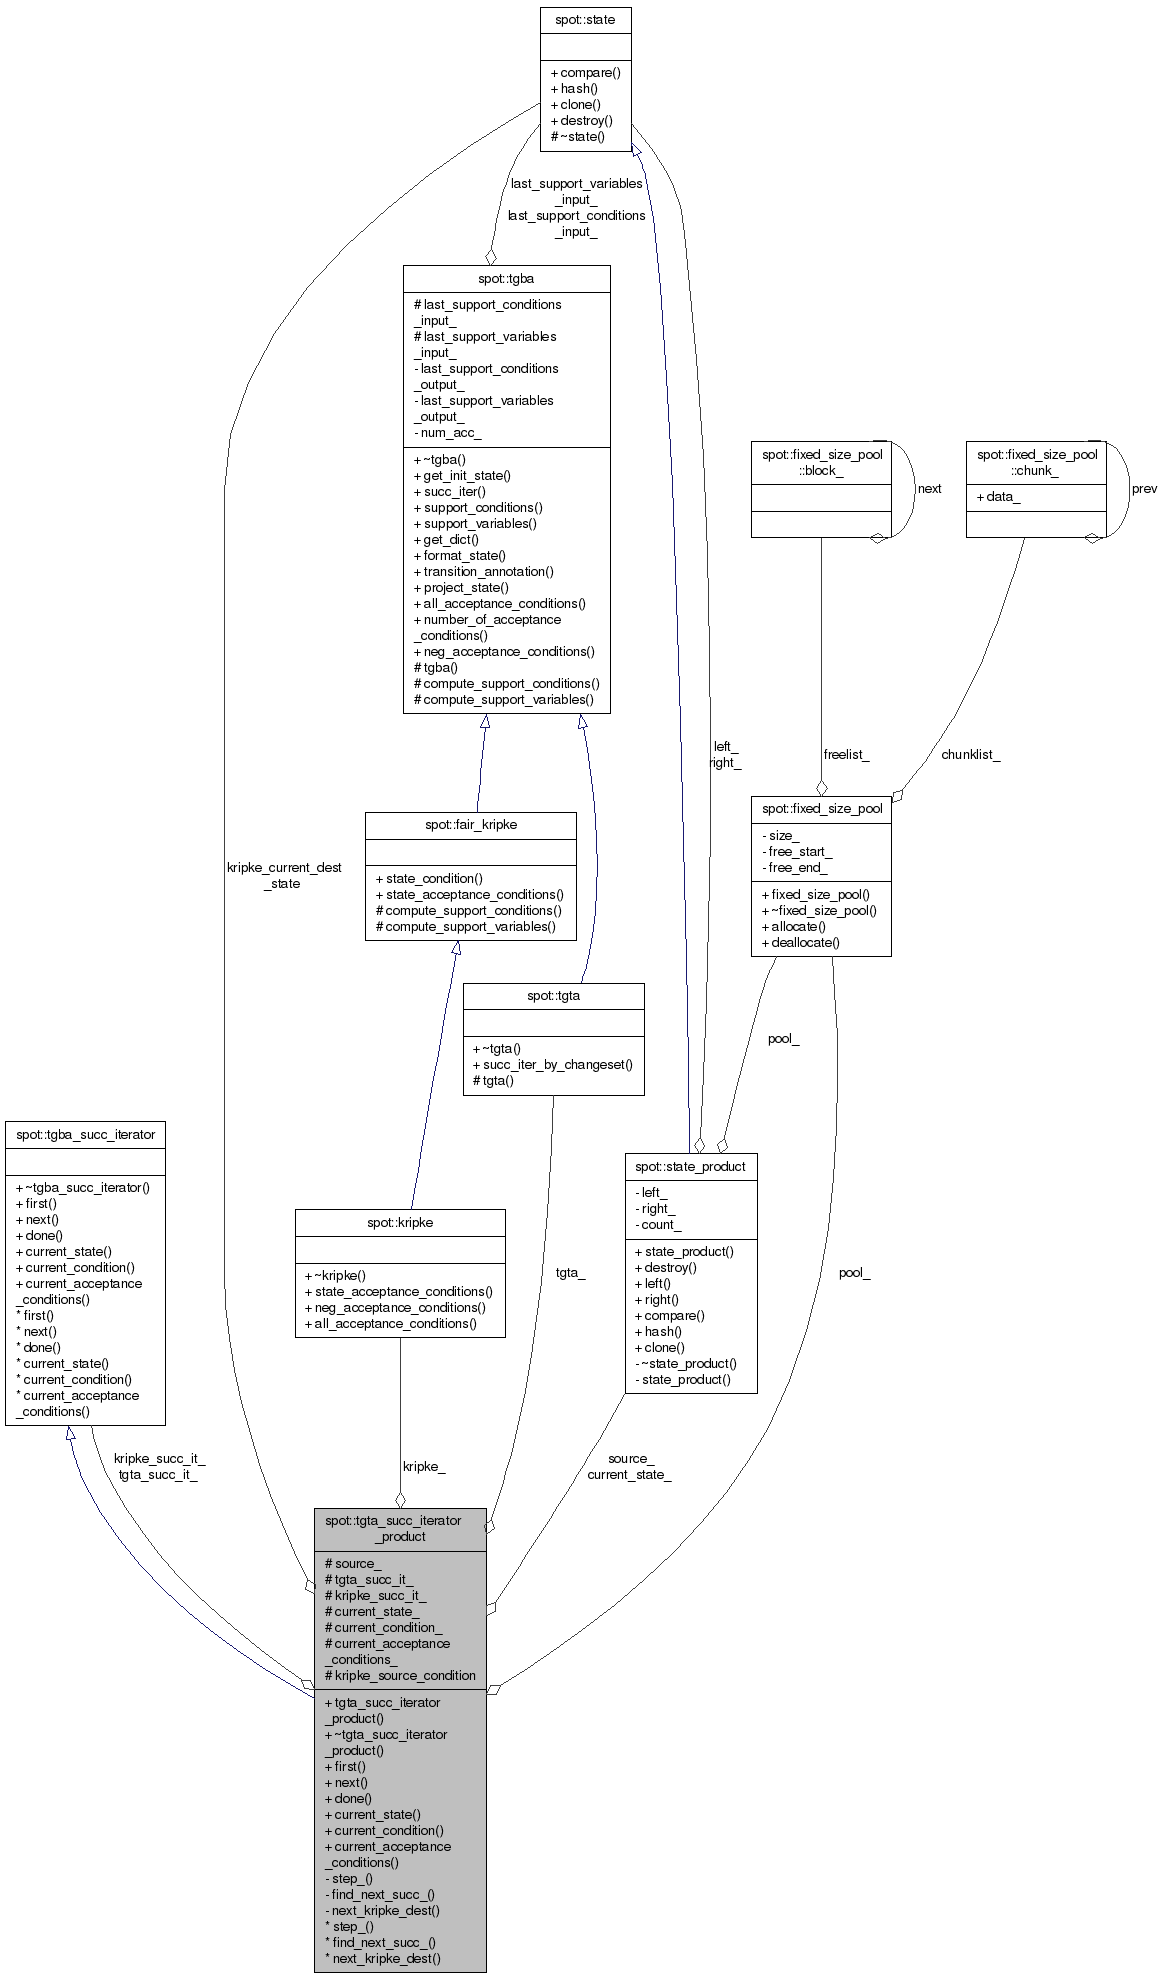 spot::state
+ compare()
+ hash()
+ clone()
+ destroy()
# ~state()
last_support_variables
_input_
last_support_conditions
_input_
spot::tgba
# last_support_conditions
_input_
# last_support_variables
_input_
- last_support_conditions
_output_
- last_support_variables
_output_
- num_acc_
+ ~tgba()
+ get_init_state()
+ succ_iter()
+ support_conditions()
+ support_variables()
+ get_dict()
+ format_state()
+ transition_annotation()
+ project_state()
+ all_acceptance_conditions()
+ number_of_acceptance
_conditions()
+ neg_acceptance_conditions()
# tgba()
# compute_support_conditions()
# compute_support_variables()
spot::fixed_size_pool
::block_
next
spot::fixed_size_pool
::chunk_
+ data_
prev
left_
right_
freelist_
chunklist_
spot::fixed_size_pool
- size_
- free_start_
- free_end_
+ fixed_size_pool()
+ ~fixed_size_pool()
+ allocate()
+ deallocate()
spot::fair_kripke
+ state_condition()
+ state_acceptance_conditions()
# compute_support_conditions()
# compute_support_variables()
kripke_current_dest
_state
spot::tgta
+ ~tgta()
+ succ_iter_by_changeset()
# tgta()
pool_
spot::tgba_succ_iterator
+ ~tgba_succ_iterator()
+ first()
+ next()
+ done()
+ current_state()
+ current_condition()
+ current_acceptance
_conditions()
* first()
* next()
* done()
* current_state()
* current_condition()
* current_acceptance
_conditions()
spot::kripke
+ ~kripke()
+ state_acceptance_conditions()
+ neg_acceptance_conditions()
+ all_acceptance_conditions()
tgta_
spot::state_product
- left_
- right_
- count_
+ state_product()
+ destroy()
+ left()
+ right()
+ compare()
+ hash()
+ clone()
- ~state_product()
- state_product()
pool_
kripke_succ_it_
tgta_succ_it_
kripke_
source_
current_state_
spot::tgta_succ_iterator
_product
# source_
# tgta_succ_it_
# kripke_succ_it_
# current_state_
# current_condition_
# current_acceptance
_conditions_
# kripke_source_condition
+ tgta_succ_iterator
_product()
+ ~tgta_succ_iterator
_product()
+ first()
+ next()
+ done()
+ current_state()
+ current_condition()
+ current_acceptance
_conditions()
- step_()
- find_next_succ_()
- next_kripke_dest()
* step_()
* find_next_succ_()
* next_kripke_dest()